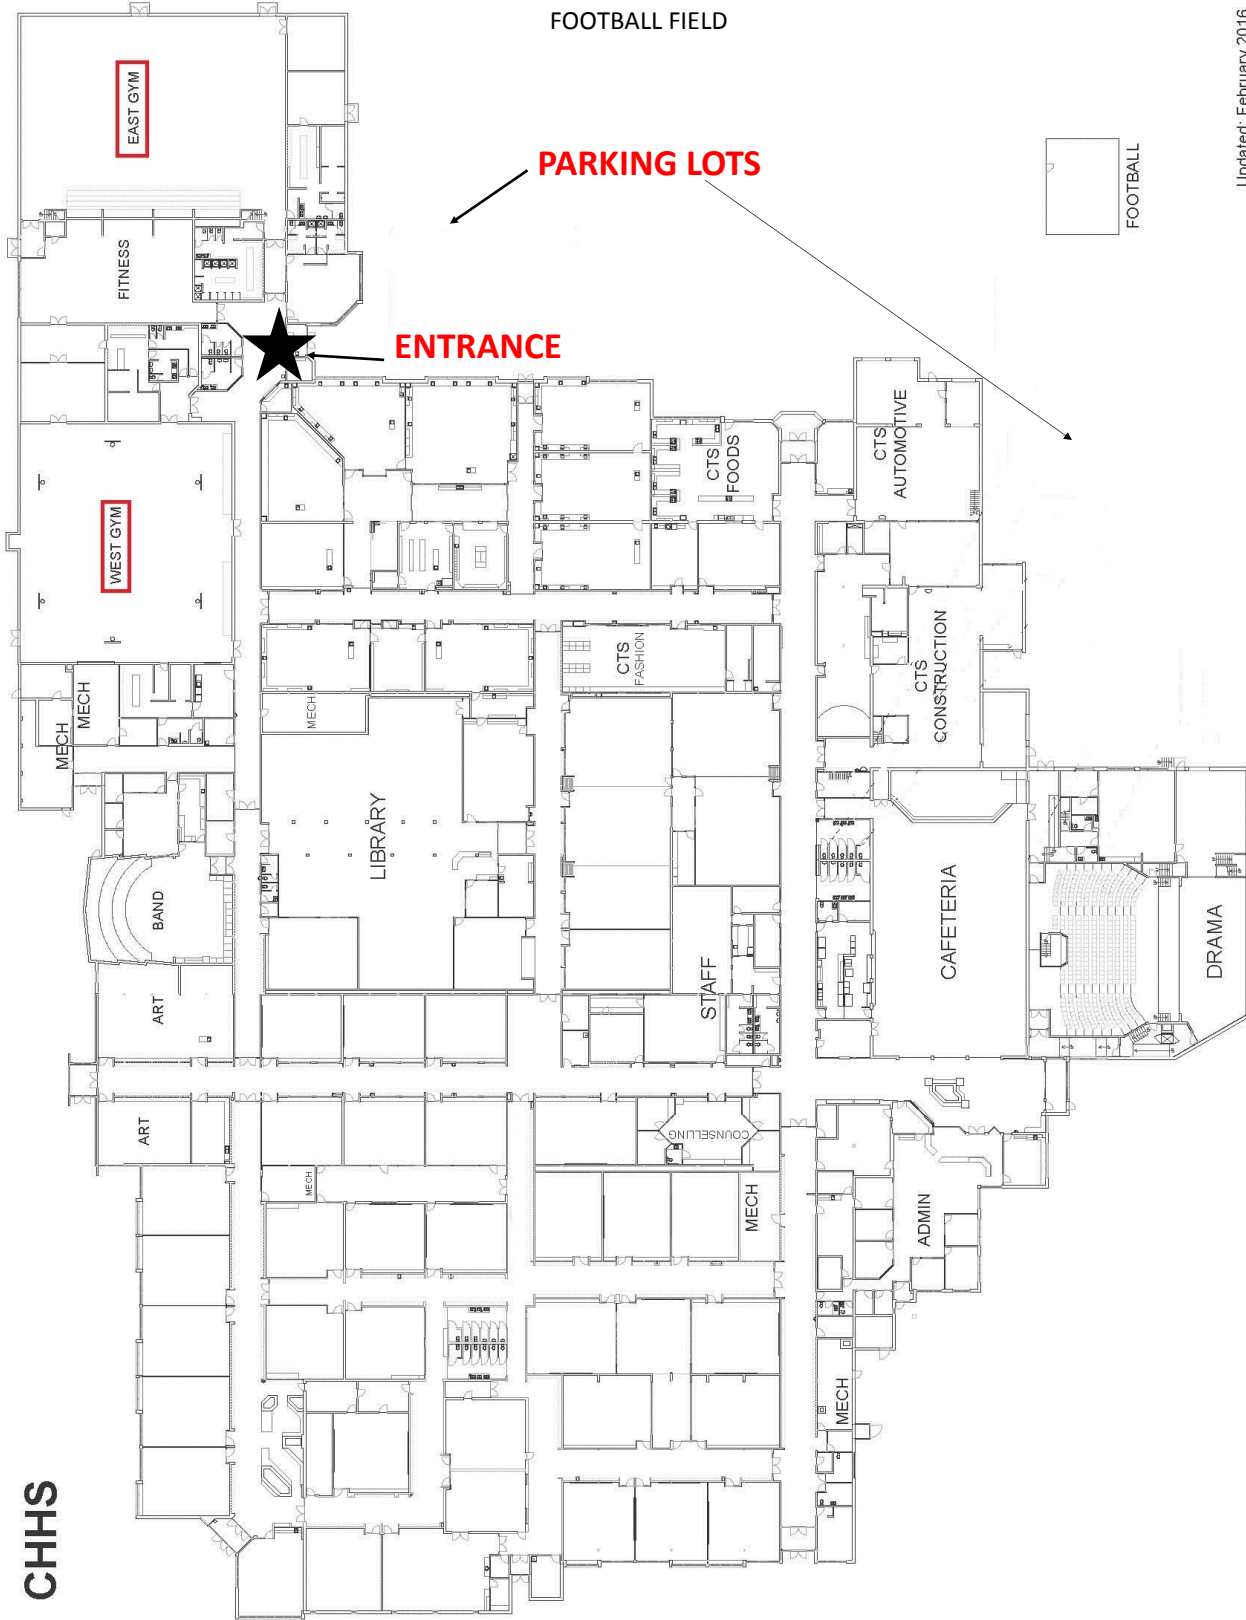 FOOTBALL FIELD
Updated: February 2016
EAST GYM
PARKING LOTS
FOOTBALL
FITNESS
ENTRANCE
CTS
AUTOMOTIVE
CTS
FOODS
WEST GYM
CTS
FASHION
CTS
CONSTRUCTION
MECH
MECH
MECH
LIBRARY
BAND
CAFETERIA
DRAMA
STAFF
ART
ART
COUNSELLING
MECH
MECH
ADMIN
MECH
CHHS